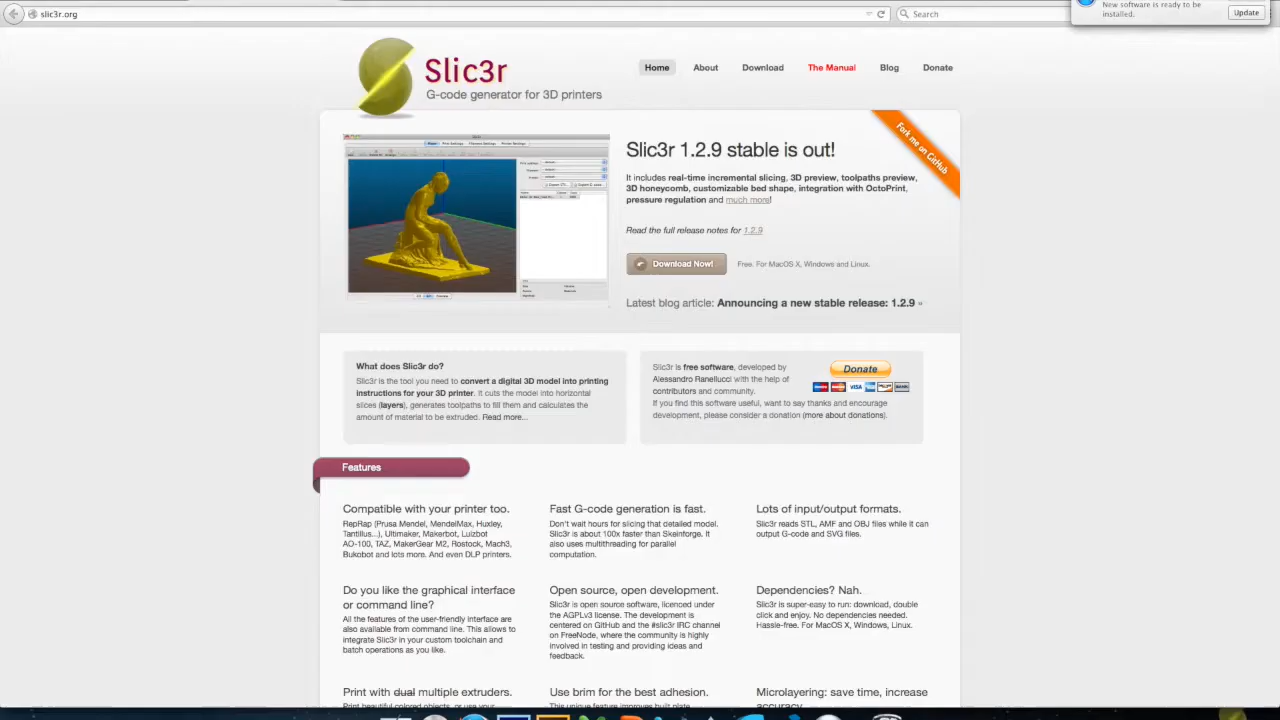 slic3r.org
Search
New software is ready to be
installed.
Update
Slic3r
G-code generator for 3D printers
Home
About
Download
The Manual
Blog
Donate
Fork me on GitHub
Slic3r 1.2.9 stable is out!
It includes real-time incremental slicing, 3D preview, toolpaths preview,
3D honeycomb, customizable bed shape, integration with OctoPrint,
pressure regulation and much more!
Read the full release notes for 1.2.9
Download Now!
Free. For MacOS X, Windows and Linux.
Latest blog article: Announcing a new stable release: 1.2.9 »
What does Slic3r do?
Slic3r is the tool you need to convert a digital 3D model into printing
instructions for your 3D printer. It cuts the model into horizontal
slices (layers), generates toolpaths to fill them and calculates the
amount of material to be extruded. Read more...
Slic3r is free software, developed by
Alessandro Ranellucci with the help of
contributors and community.
If you find this software useful, want to say thanks and encourage
development, please consider a donation (more about donations).
Donate
VISA
Features
Compatible with your printer too.
RepRap (Prusa Mendel, MendelMax, Huxley,
Tantillus...), Ultimaker, Makerbot, Lulzbot
AO-100, TAZ, MakerGear M2, Rostock, Mach3,
Bukobot and lots more. And even DLP printers.
Fast G-code generation is fast.
Don't wait hours for slicing that detailed model.
Slic3r is about 100x faster than Skeinforge. It
also uses multithreading for parallel
computation.
Lots of input/output formats.
Slic3r reads STL, AMF and OBJ files while it can
output G-code and SVG files.
Do you like the graphical interface
or command line?
All the features of the user-friendly interface are
also available from command line. This allows to
integrate Slic3r in your custom toolchain and
batch operations as you like.
Open source, open development.
Slic3r is open source software, licenced under
the AGPLv3 license. The development is
centered on GitHub and the #slic3r IRC channel
on FreeNode, where the community is highly
involved in testing and providing ideas and
feedback.
Dependencies? Nah.
Slic3r is super-easy to run: download, double
click and enjoy. No dependencies needed.
Hassle-free. For MacOS X, Windows, Linux.
Print with dual multiple extruders.
Print beautiful colored objects, or use your
Use brim for the best adhesion.
This unique feature improves built plate
Microlayering: save time, increase
accuracy.